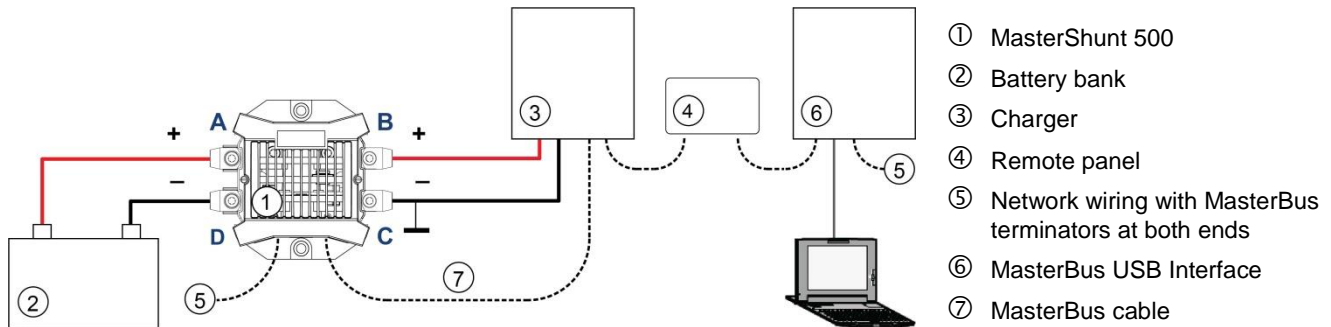 A
B
+
+
–
–
D
C
①
②
③
④
⑤
⑤
⑥
⑦
① MasterShunt 500
② Battery bank
③ Charger
④ Remote panel
⑤ Network wiring with MasterBus
terminators at both ends
⑥ MasterBus USB Interface
⑦ MasterBus cable